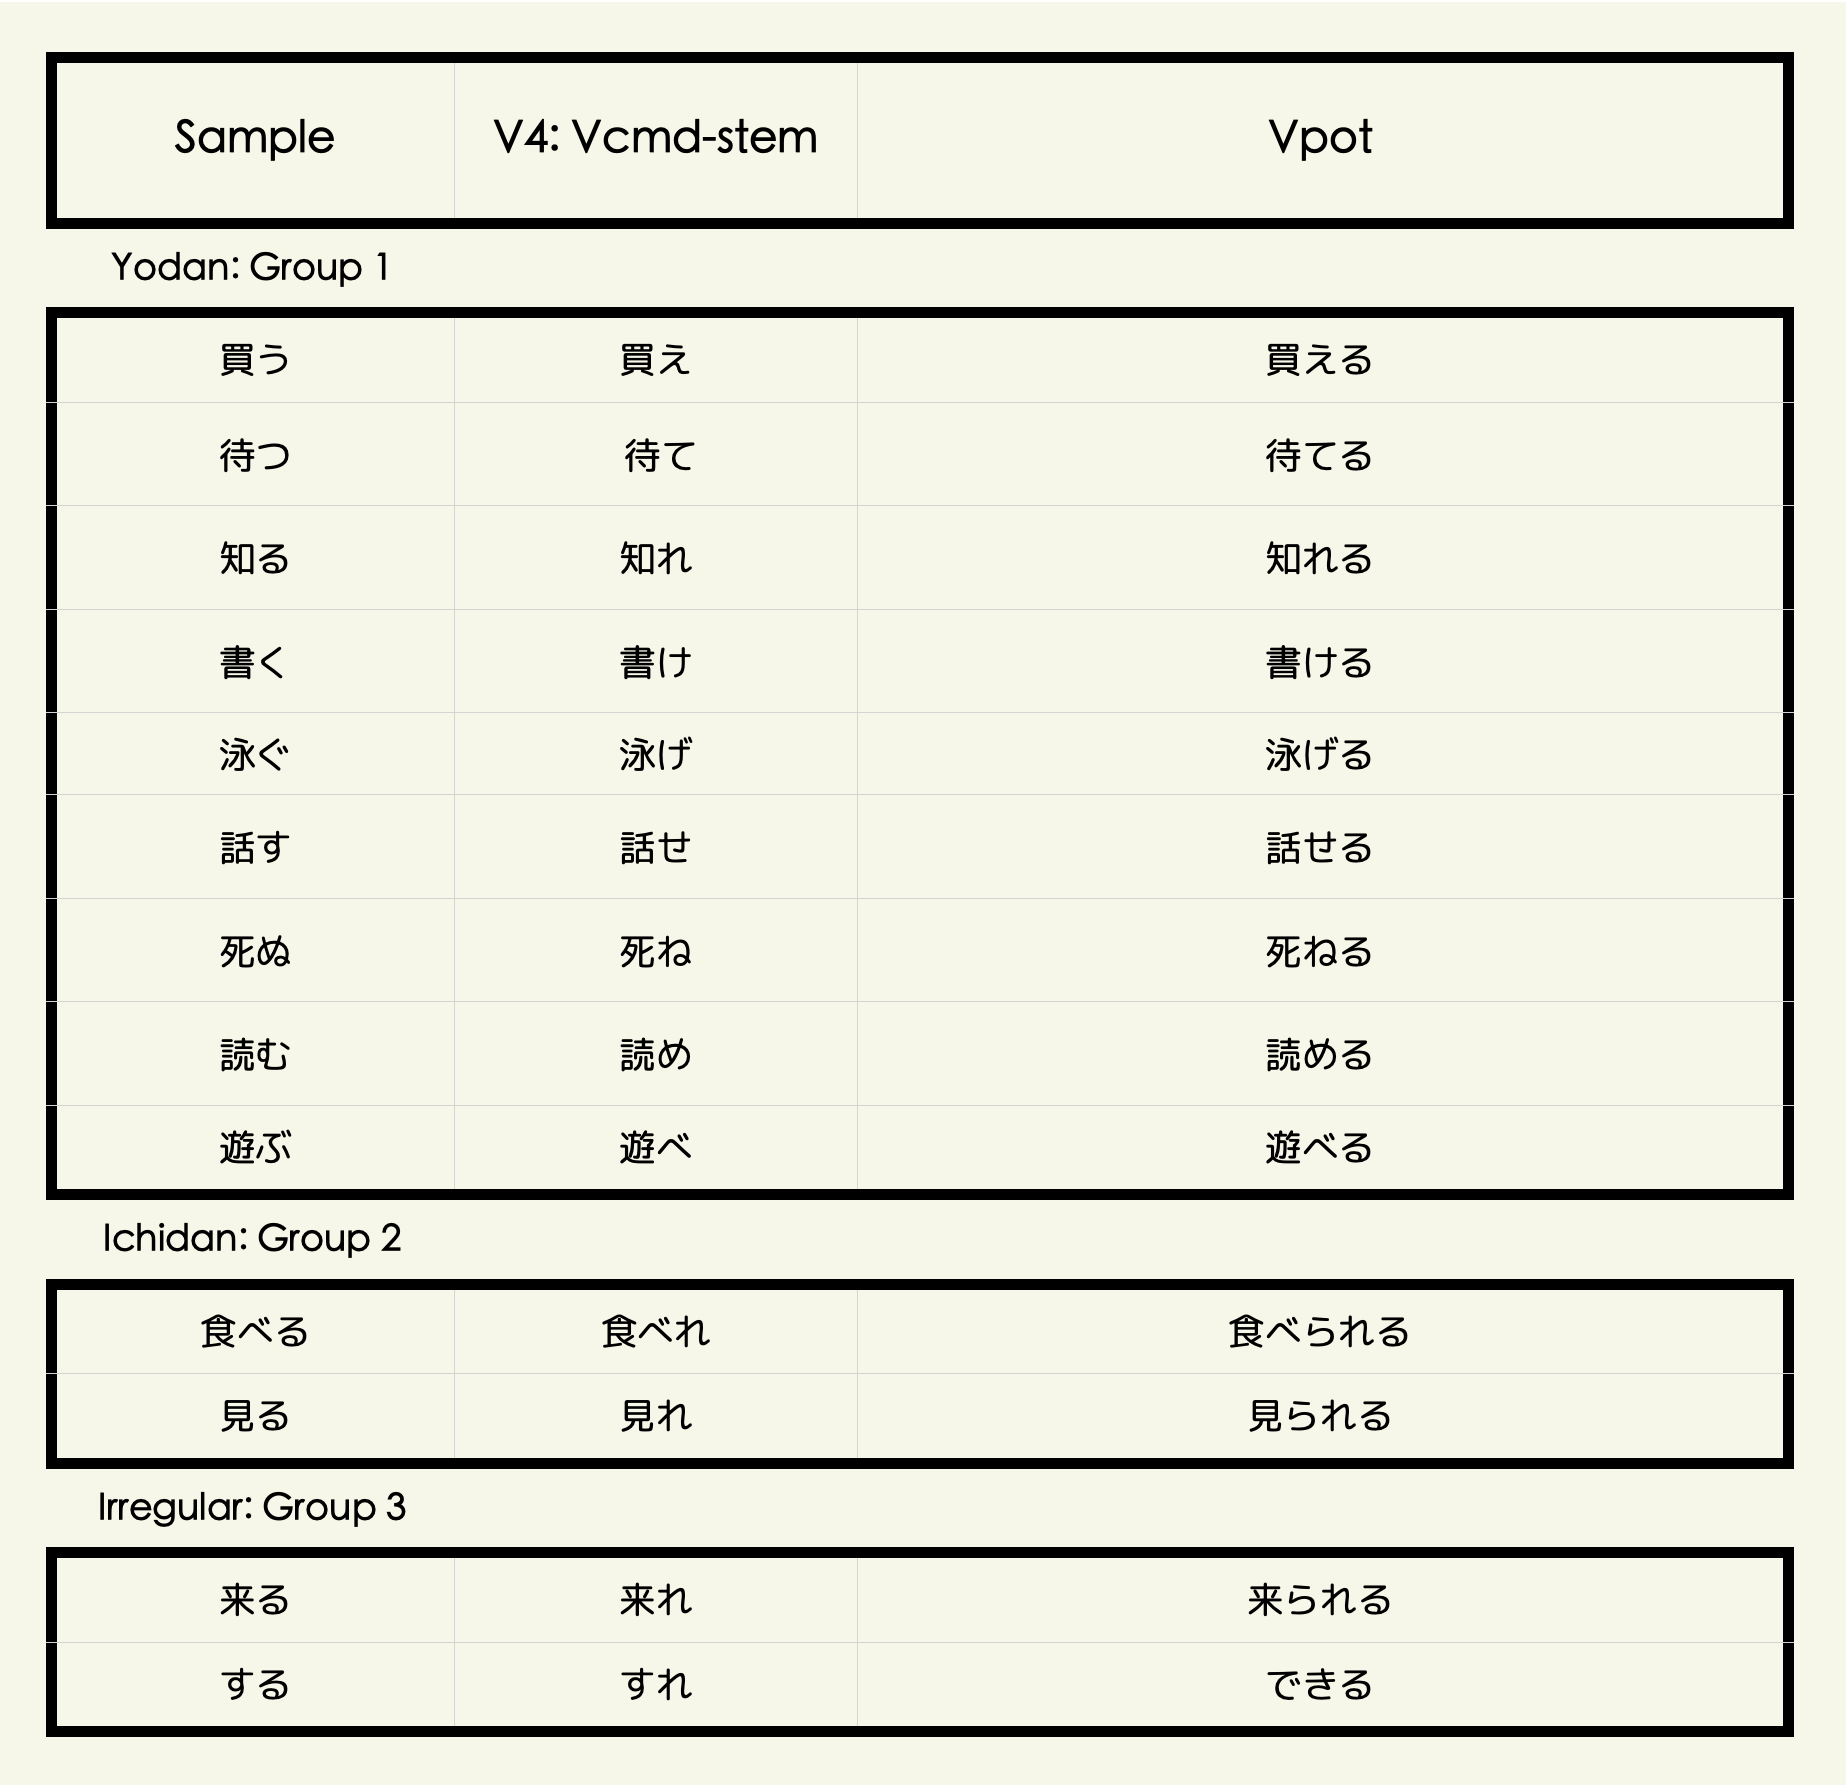 Sample V4: Vcmd-stem Vpot
Yodan: Group 1
買う 買え 買える
待つ 待て 待てる
知る 知れ 知れる
書く 書け 書ける
泳ぐ 泳げ 泳げる
話す 話せ 話せる
死ぬ 死ね 死ねる
読む 読め 読める
遊ぶ 遊べ 遊べる
Ichidan: Group 2
食べる 食べれ 食べられる
見る 見れ 見られる
Irregular: Group 3
来る 来れ 来られる
する すれ できる